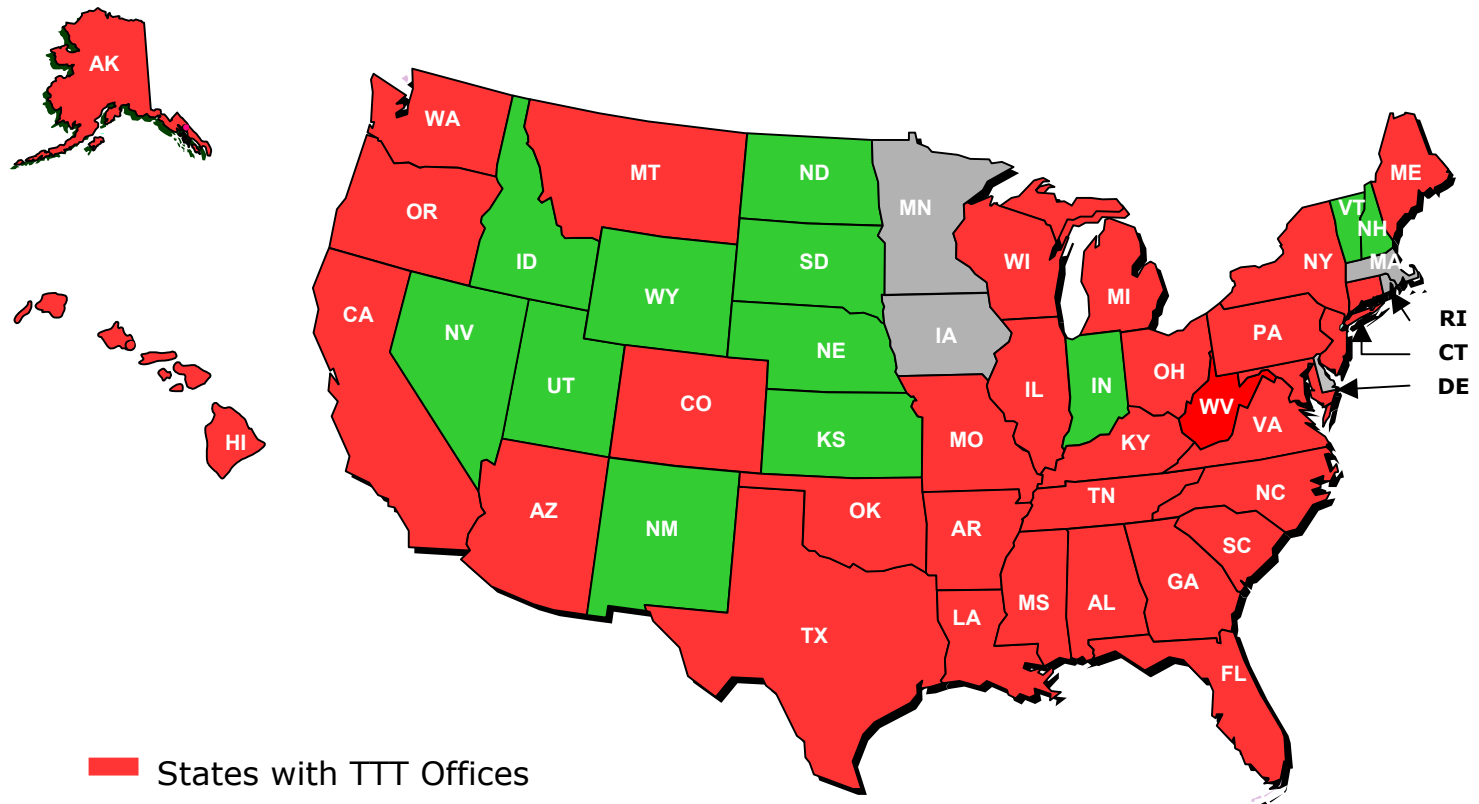 AK
WA
MT
ND
MN
ME
VT
NH
OR
ID
SD
WI
NY
MA
WY
MI
CA
RI
NV
NE
IA
PA
CT
UT
OH
IN
DE
CO
IL
WV
KS
MO
KY
VA
HI
TN
NC
AZ
OK
NM
AR
SC
GA
MS
AL
LA
TX
FL
States with TTT Offices